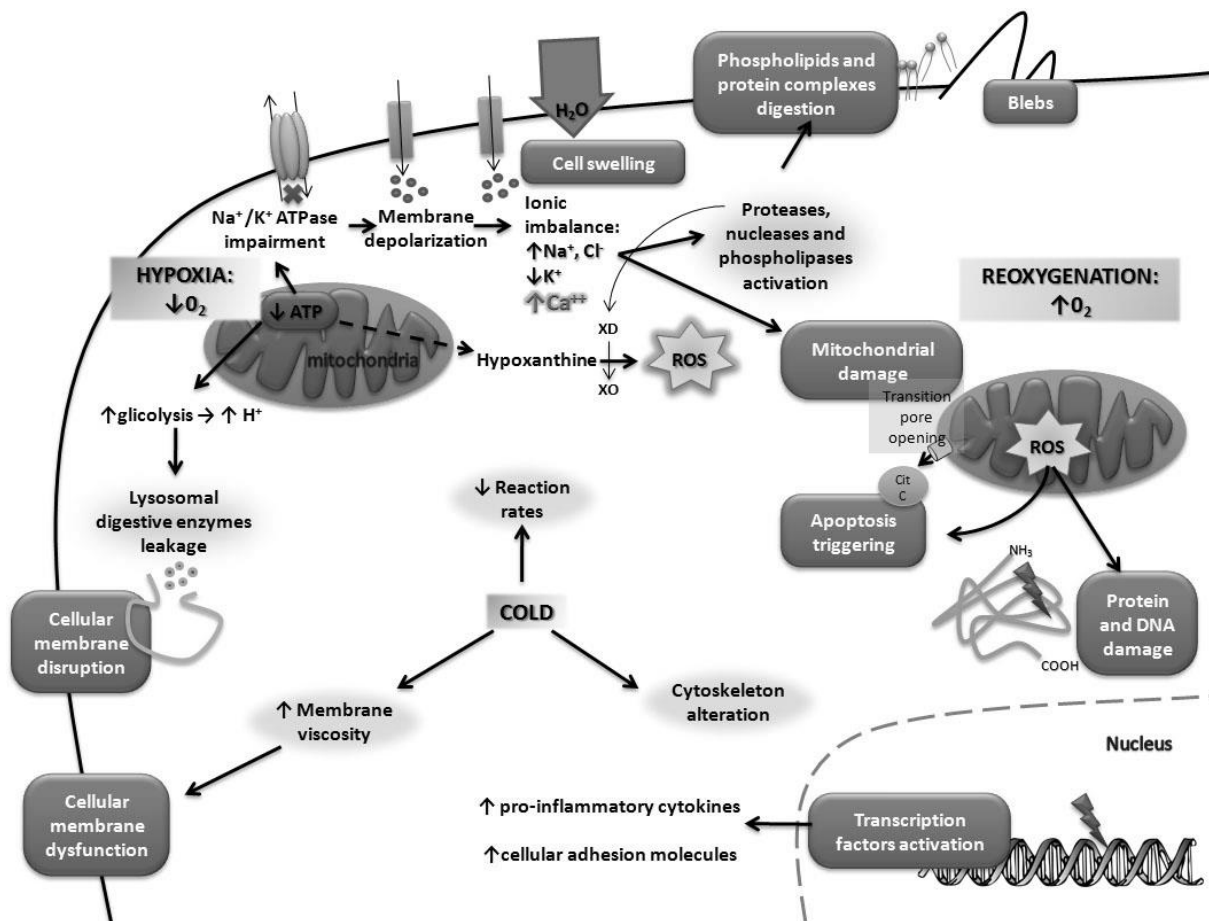 Phospholipids and
protein complexes
digestion
Blebs
H₂O
Cell swelling
Na⁺/K⁺ ATPase
impairment
Membrane
depolarization
Ionic
imbalance:
↑Na⁺, Cl⁻
↓K⁺
↑Ca⁺⁺
Proteases,
nucleases and
phospholipases
activation
HYPOXIA:
↓0₂
REOXYGENATION:
↑0₂
↓ ATP
mitochondria
Hypoxanthine
XD
XO
ROS
Mitochondrial
damage
Transition
pore
opening
ROS
Cit
C
Apoptosis
triggering
↑glicolysis → ↑ H⁺
Lysosomal
digestive enzymes
leakage
Cellular
membrane
disruption
↓ Reaction
rates
COLD
NH₃
COOH
Protein
and DNA
damage
↑ Membrane
viscosity
Cytoskeleton
alteration
Cellular
membrane
dysfunction
Nucleus
↑ pro-inflammatory cytokines
↑cellular adhesion molecules
Transcription
factors activation